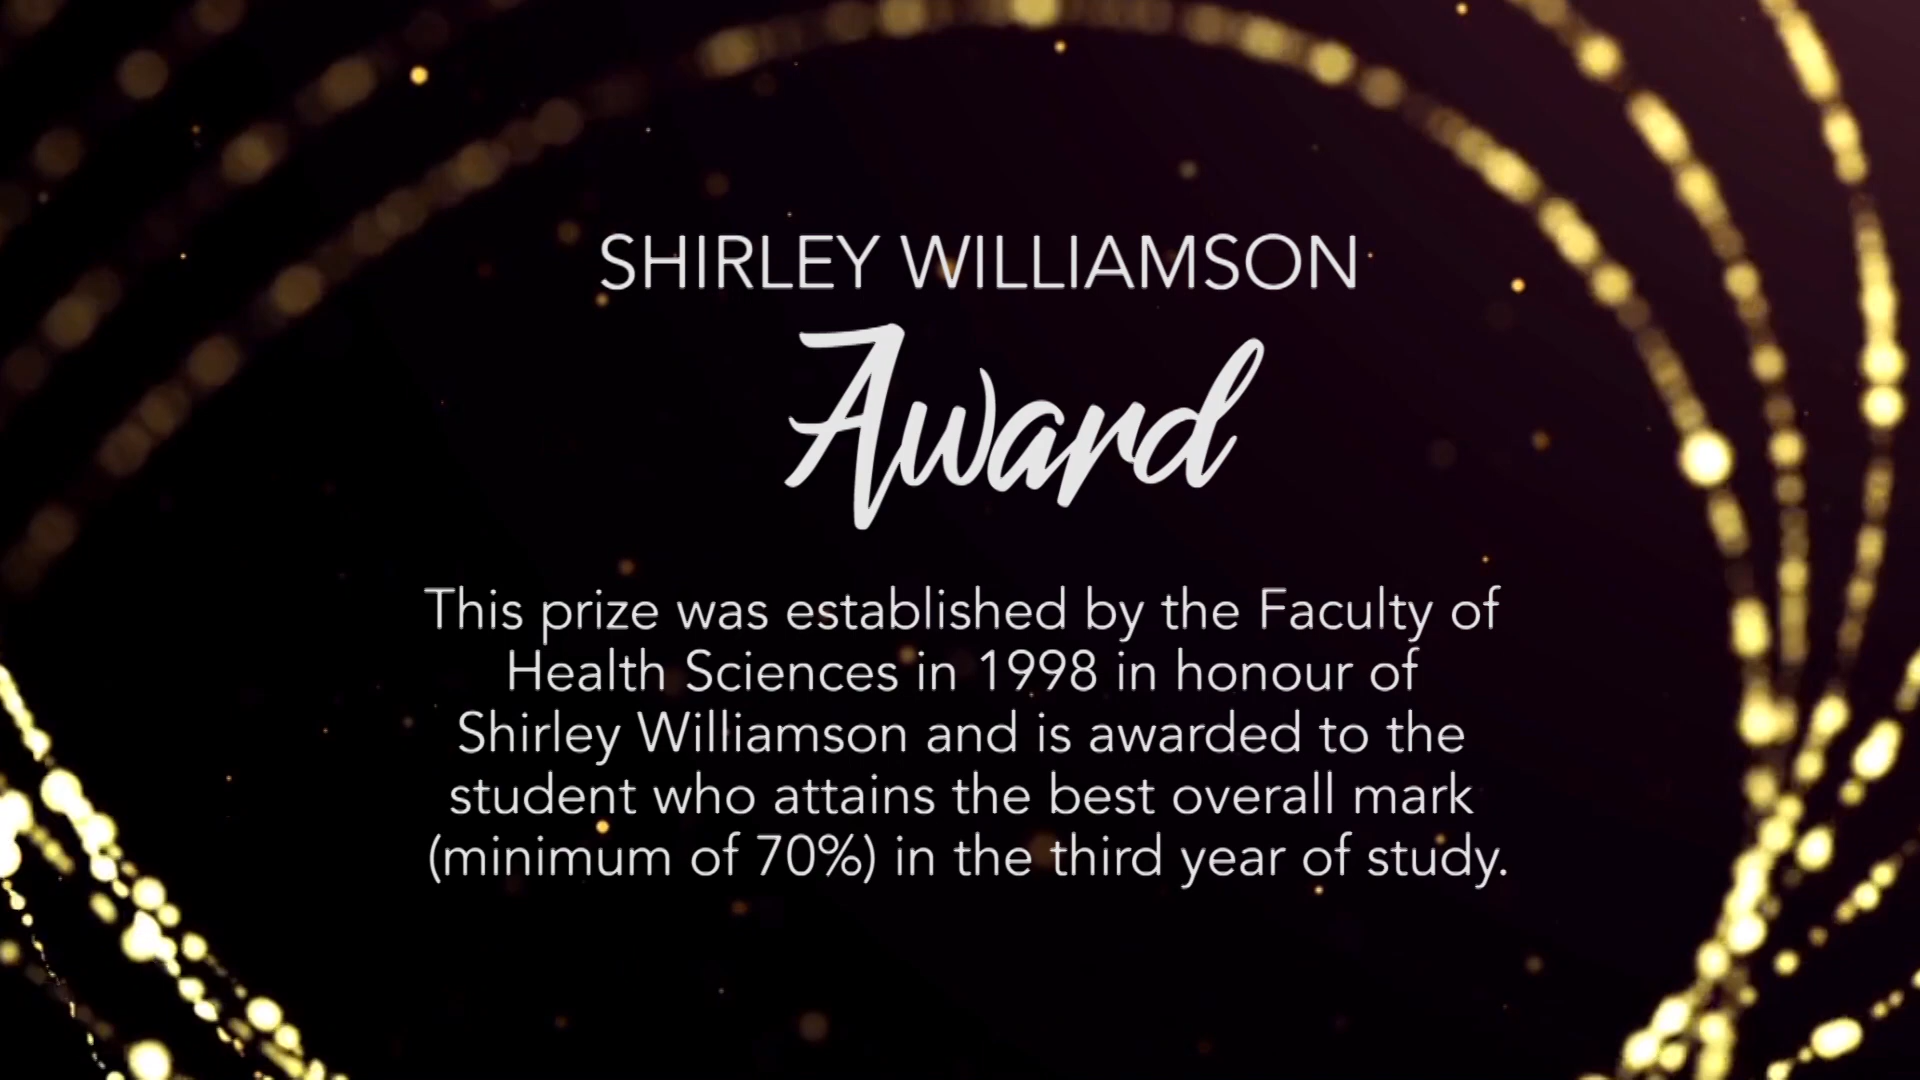 SHIRLEY WILLIAMSON
Award
This prize was established by the Faculty of
Health Sciences in 1998 in honour of
Shirley Williamson and is awarded to the
student who attains the best overall mark
(minimum of 70%) in the third year of study.